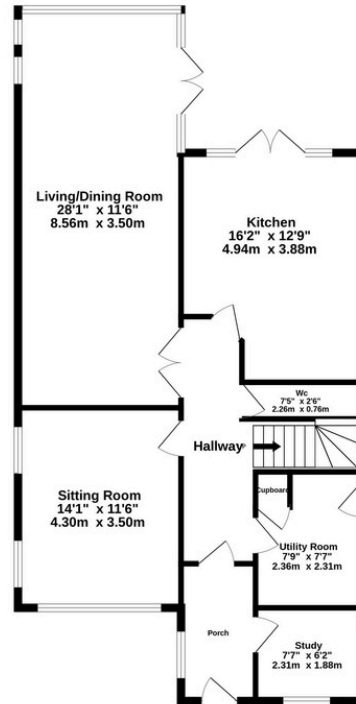 Living/Dining Room
28'1" x 11'6"
8.56m x 3.50m
Kitchen
16'2" x 12'9"
4.94m x 3.88m
Wc
7'5" x 2'6"
2.26m x 0.76m
Hallway
Sitting Room
14'1" x 11'6"
4.30m x 3.50m
Cupboard
Utility Room
7'9" x 7'7"
2.36m x 2.31m
Porch
Study
7'7" x 6'2"
2.31m x 1.88m